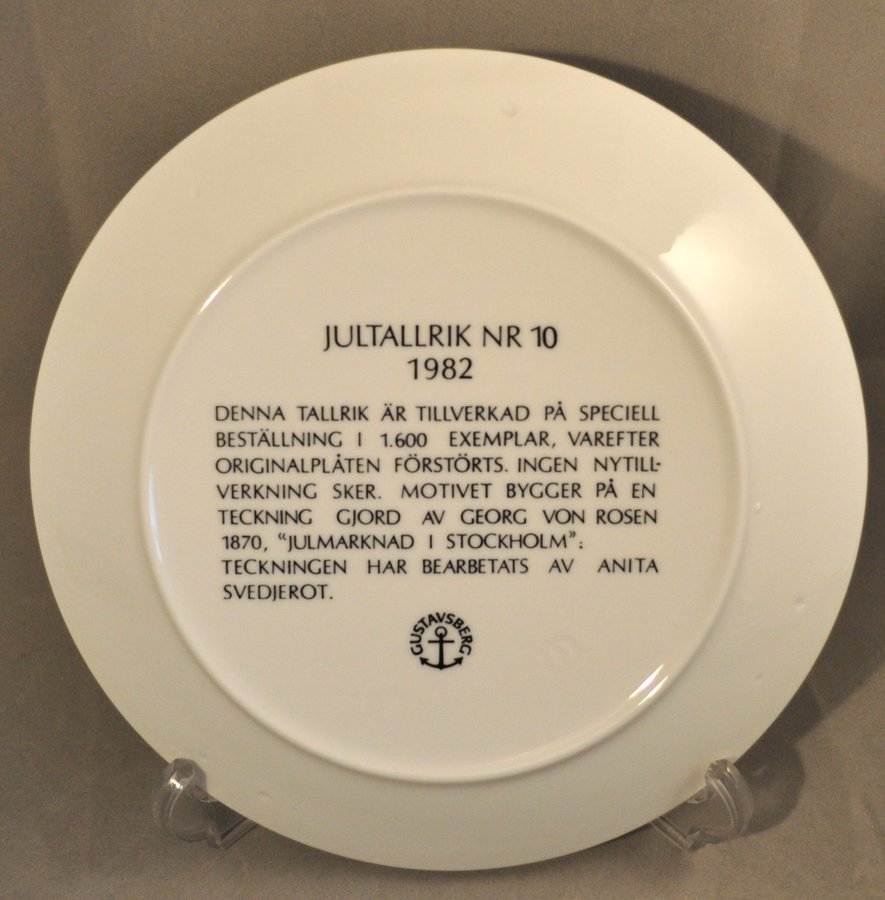 JULTALLRIK NR 10
1982
DENNA TALLRIK ÄR TILLVERKAD PÅ SPECIELL
BESTÄLLNING I 1.600 EXEMPLAR, VAREFTER
ORIGINALPLÅTEN FÖRSTÖRTS. INGEN NYTILL-
VERKNING SKER. MOTIVET BYGGER PÅ EN
TECKNING GJORD AV GEORG VON ROSEN
1870, “JULMARKNAD I STOCKHOLM”:
TECKNINGEN HAR BEARBETATS AV ANITA
SVEDJEROT.
GUSTAVSBERG